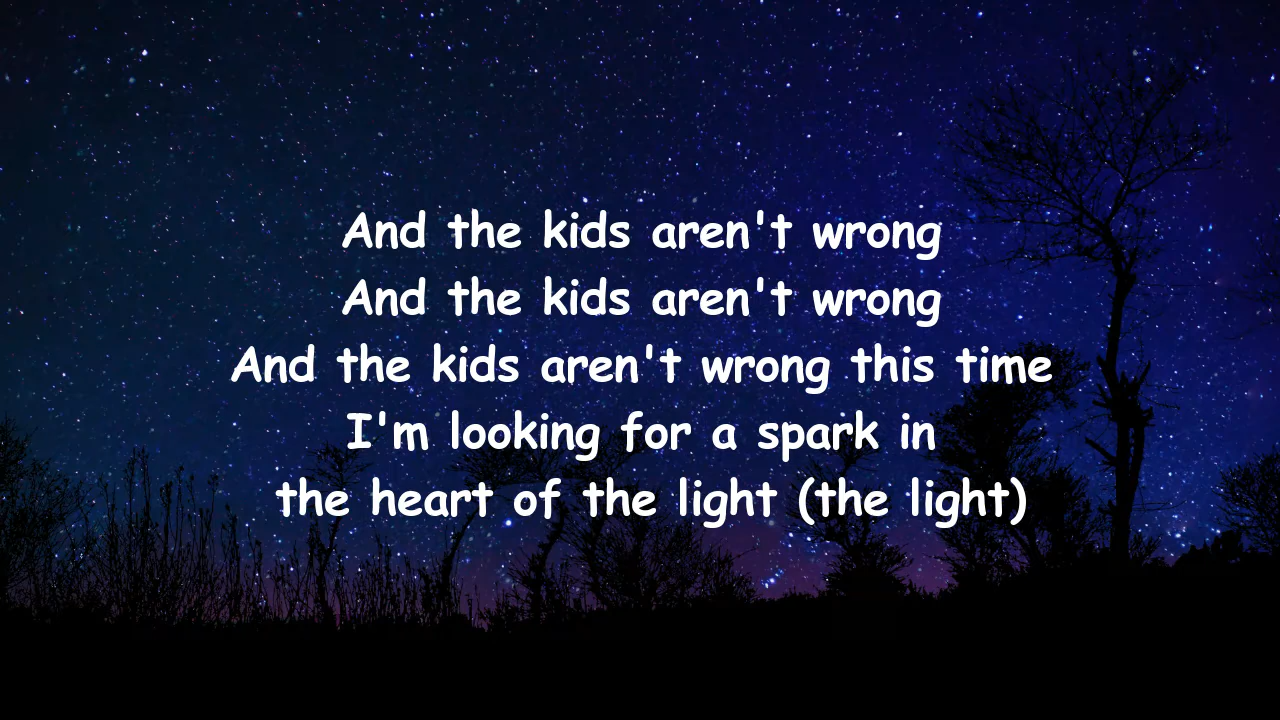 And the kids aren't wrong
And the kids aren't wrong
And the kids aren't wrong this time
I'm looking for a spark in
the heart of the light (the light)